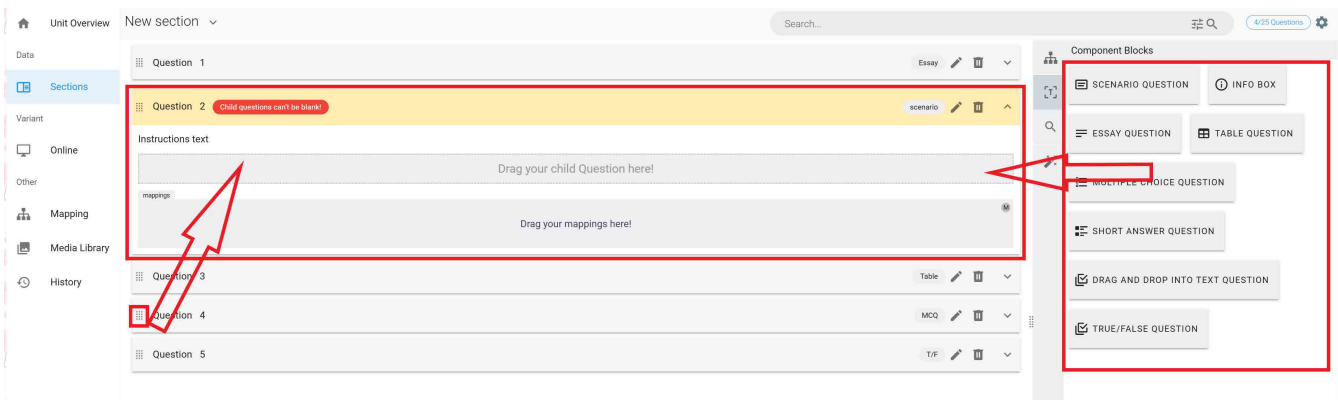 Unit Overview
New section
Search...
4/25 Questions
Data
Sections
Variant
Online
Other
Mapping
Media Library
History
Question 1
Essay
Question 2
Child questions can't be blank!
scenario
Instructions text
Drag your child Question here!
mappings
M
Drag your mappings here!
Question 3
Table
Question 4
MCQ
Question 5
T/F
Component Blocks
SCENARIO QUESTION
INFO BOX
ESSAY QUESTION
TABLE QUESTION
MULTIPLE CHOICE QUESTION
SHORT ANSWER QUESTION
DRAG AND DROP INTO TEXT QUESTION
TRUE/FALSE QUESTION